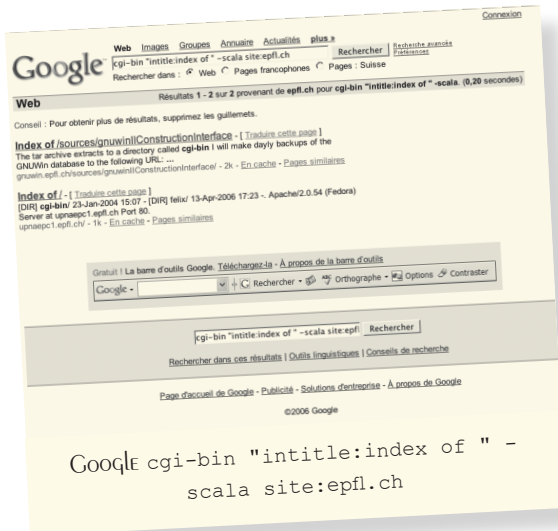 Connexion
Google Web Images Groupes Annuaire Actualités plus »
cgi-bin "intitle:index of " -scala site:epfl.ch Rechercher Recherche avancée
Préférences
Rechercher dans : Web Pages francophones Pages : Suisse
Web Résultats 1 - 2 sur 2 provenant de epfl.ch pour cgi-bin "intitle:index of " -scala. (0,20 secondes)
Conseil : Pour obtenir plus de résultats, supprimez les guillemets.
Index of /sources/gnuwinIIConstructionInterface - [ Traduire cette page ]
The tar archive extracts to a directory called cgi-bin I will make dayly backups of the
GNUWin database to the following URL: ...
gnuwin.epfl.ch/sources/gnuwinIIConstructionInterface/ - 2k - En cache - Pages similaires
Index of / - [ Traduire cette page ]
[DIR] cgi-bin/ 23-Jan-2004 15:07 - [DIR] felix/ 13-Apr-2006 17:23 -. Apache/2.0.54 (Fedora)
Server at upnaepc1.epfl.ch Port 80.
upnaepc1.epfl.ch/ - 1k - En cache - Pages similaires
Gratuit ! La barre d'outils Google. Téléchargez-la - À propos de la barre d'outils
Google G Rechercher ABC Orthographe Options Contraster
cgi-bin "intitle:index of " -scala site:epfl Rechercher
Rechercher dans ces résultats | Outils linguistiques | Conseils de recherche
Page d'accueil de Google - Publicité - Solutions d'entreprise - À propos de Google
©2006 Google
Google cgi-bin "intitle:index of " -
scala site:epfl.ch